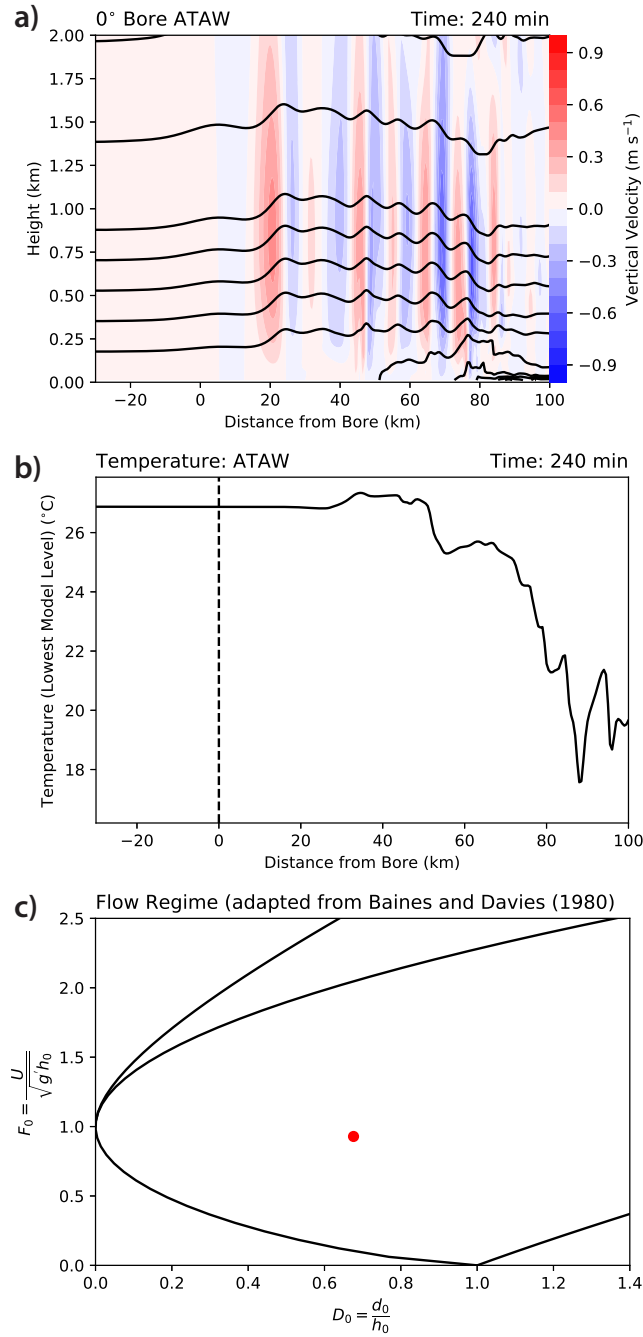 a)
0° Bore ATAW Time: 240 min
2.00
1.75
1.50
1.25
1.00
0.75
0.50
0.25
0.00
Height (km)
−20 0 20 40 60 80 100
Distance from Bore (km)
0.9
0.6
0.3
0.0
−0.3
−0.6
−0.9
Vertical Velocity (m s⁻¹)
b)
Temperature: ATAW Time: 240 min
26
24
22
20
18
Temperature (Lowest Model Level) (°C)
−20 0 20 40 60 80 100
Distance from Bore (km)
c)
Flow Regime (adapted from Baines and Davies (1980)
2.5
2.0
1.5
1.0
0.5
0.0
F₀ = U / √g′h₀
0.0 0.2 0.4 0.6 0.8 1.0 1.2 1.4
D₀ = d₀ / h₀